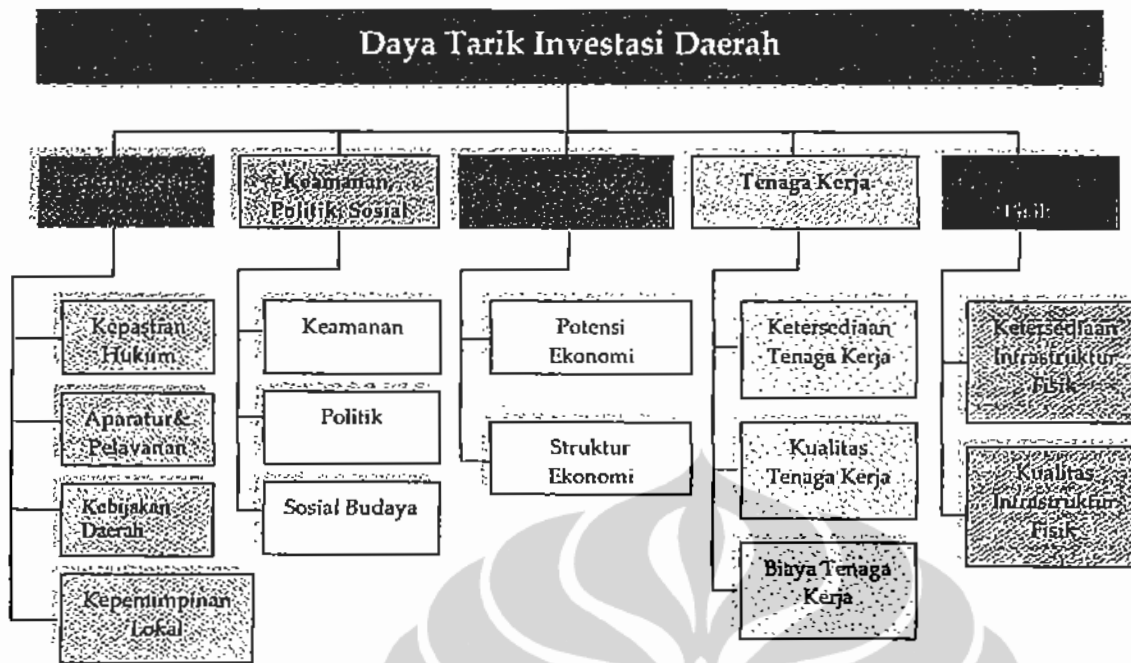 Daya Tarik Investasi Daerah
Keamanan,
Politik, Sosial
Tenaga Kerja
Fisik
Kepastian
Hukum
Aparatur&
Pelayanan
Kebijakan
Daerah
Kepemimpinan
Lokal
Keamanan
Politik
Sosial Budaya
Potensi
Ekonomi
Struktur
Ekonomi
Ketersediaan
Tenaga Kerja
Kualitas
Tenaga Kerja
Biaya Tenaga
Kerja
Ketersediaan
Infrastruktur
Fisik
Kualitas
Infrastruktur
Fisik